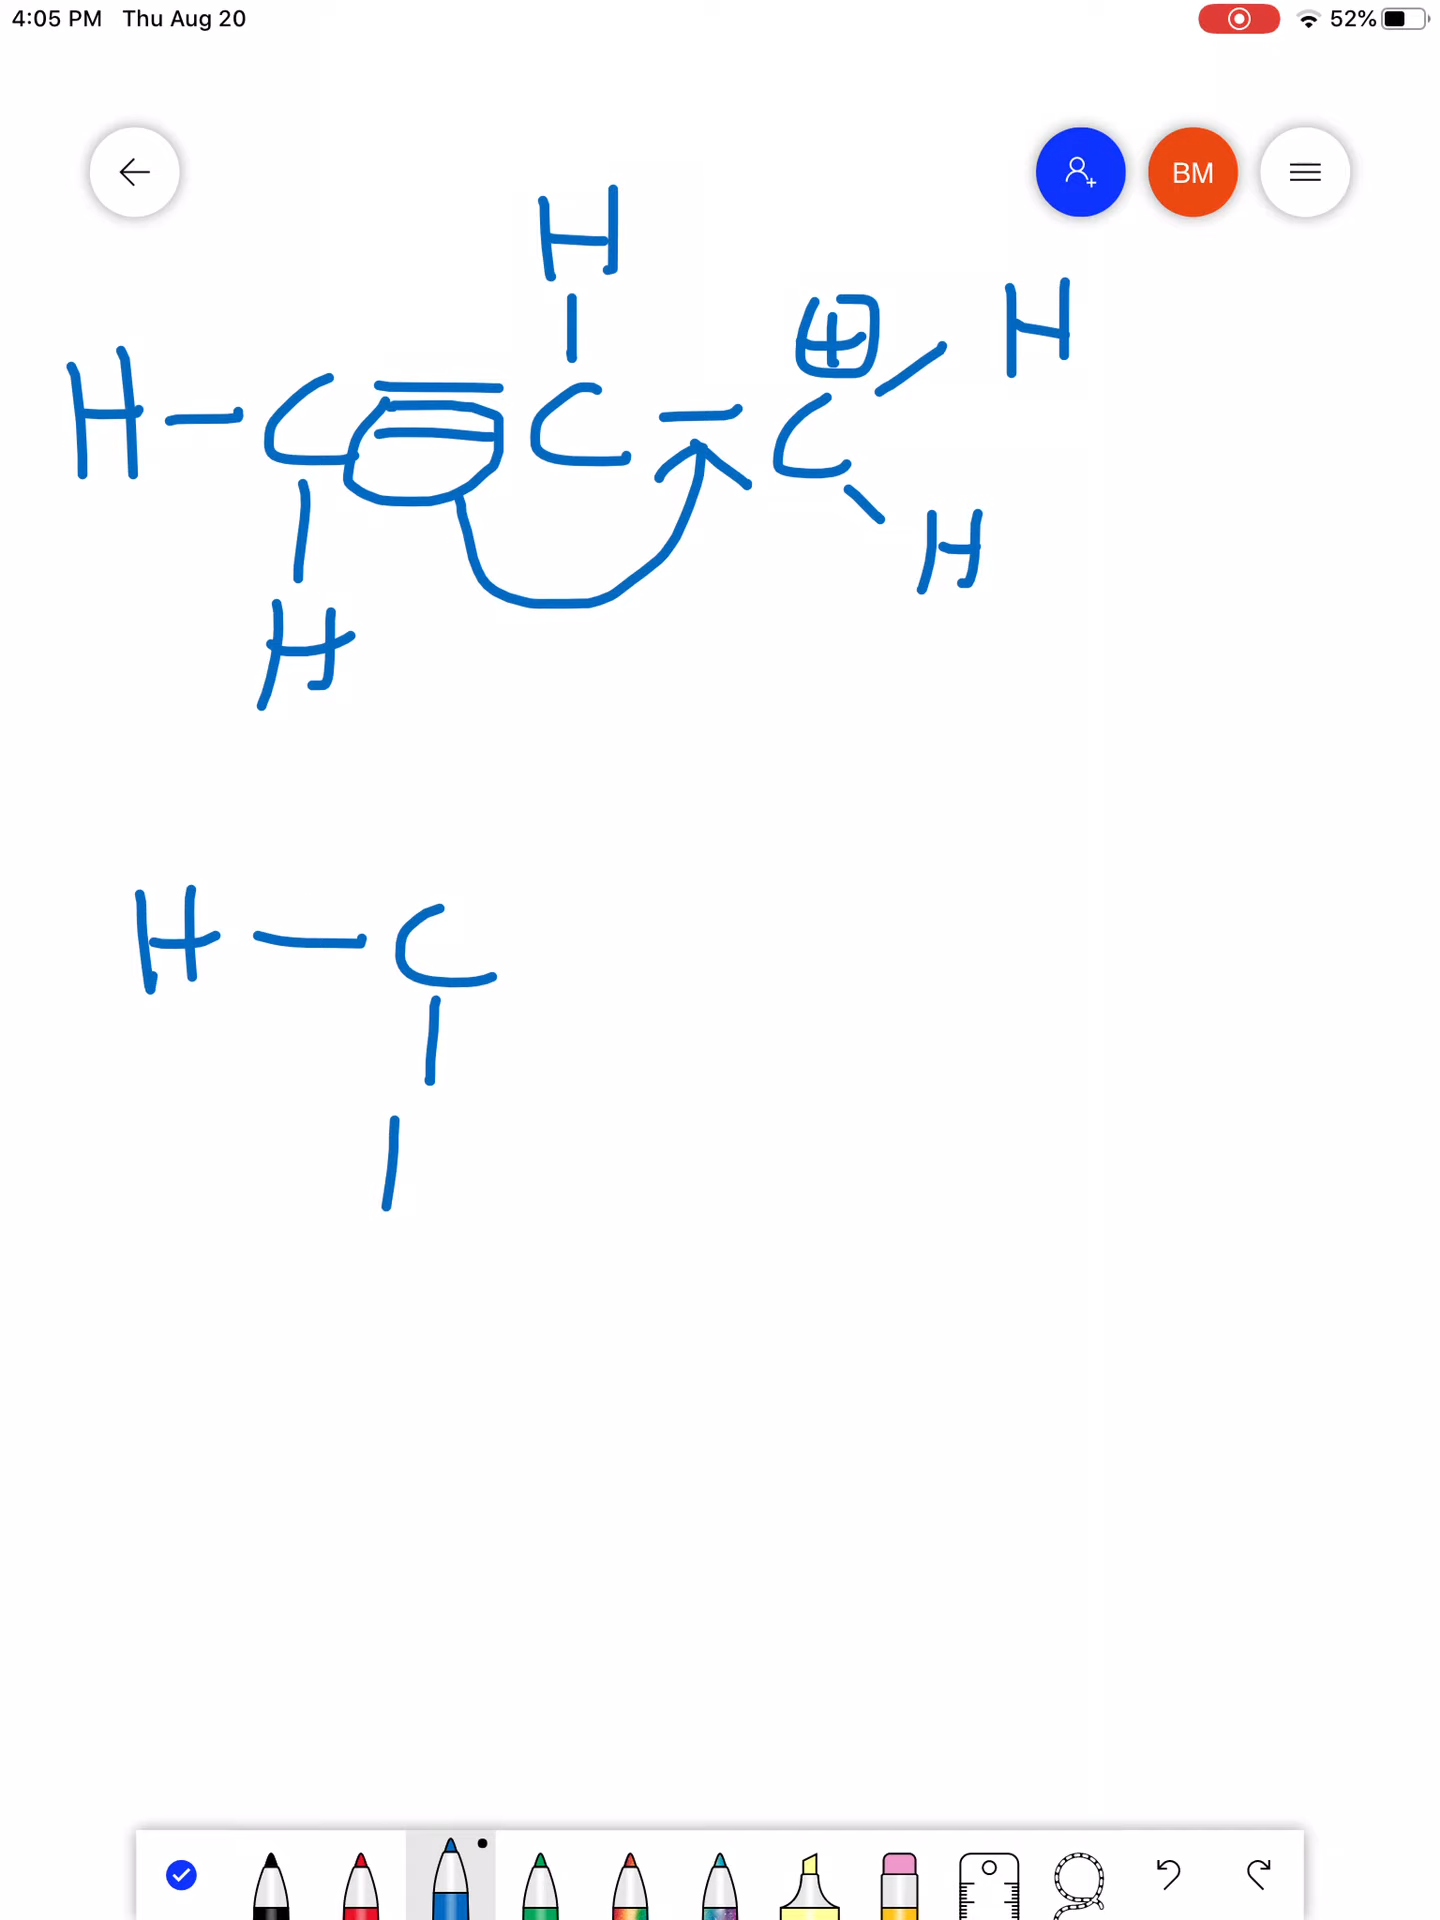 4:05 PM Thu Aug 20 52%
BM
H
H - C = C - C ⊕ H
H H
H - C